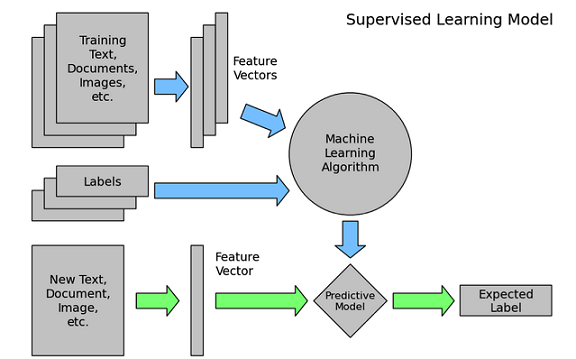 Supervised Learning Model
Training
Text,
Documents,
Images,
etc.
Feature
Vectors
Machine
Learning
Algorithm
Labels
New Text,
Document,
Image,
etc.
Feature
Vector
Predictive
Model
Expected
Label